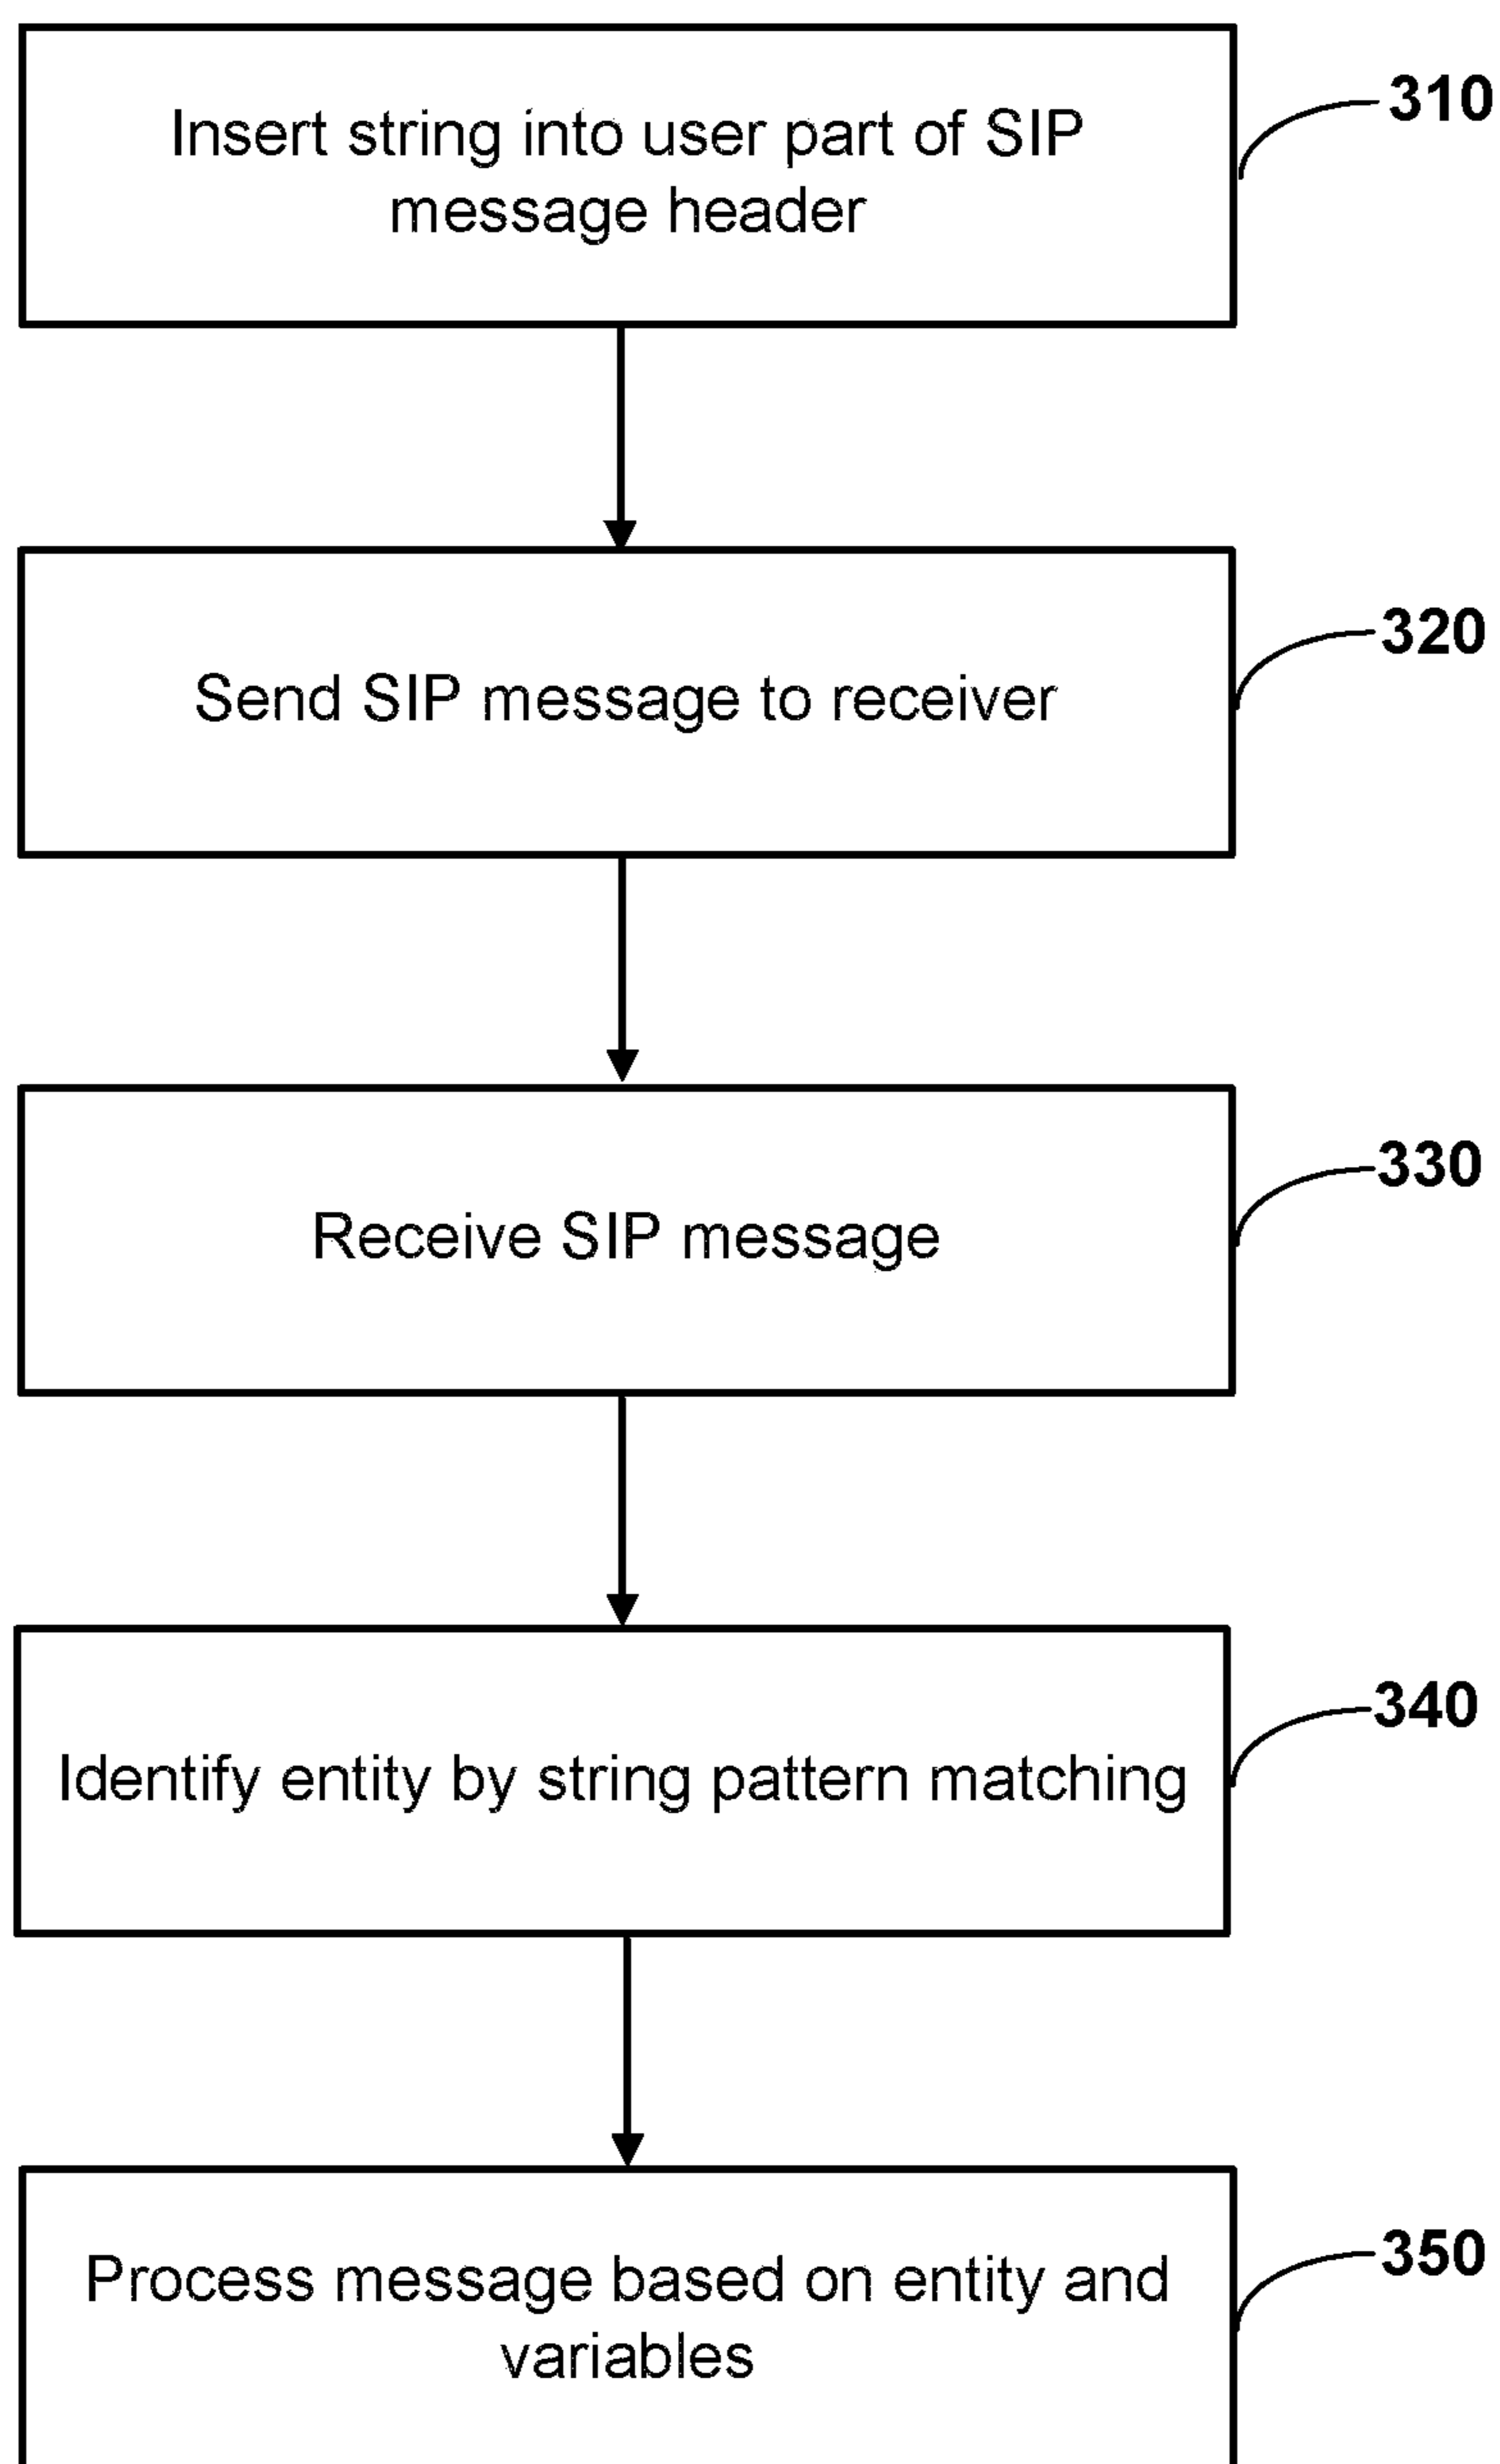 Insert string into user part of SIP
message header
310
Send SIP message to receiver
320
Receive SIP message
330
Identify entity by string pattern matching
340
Process message based on entity and
variables
350